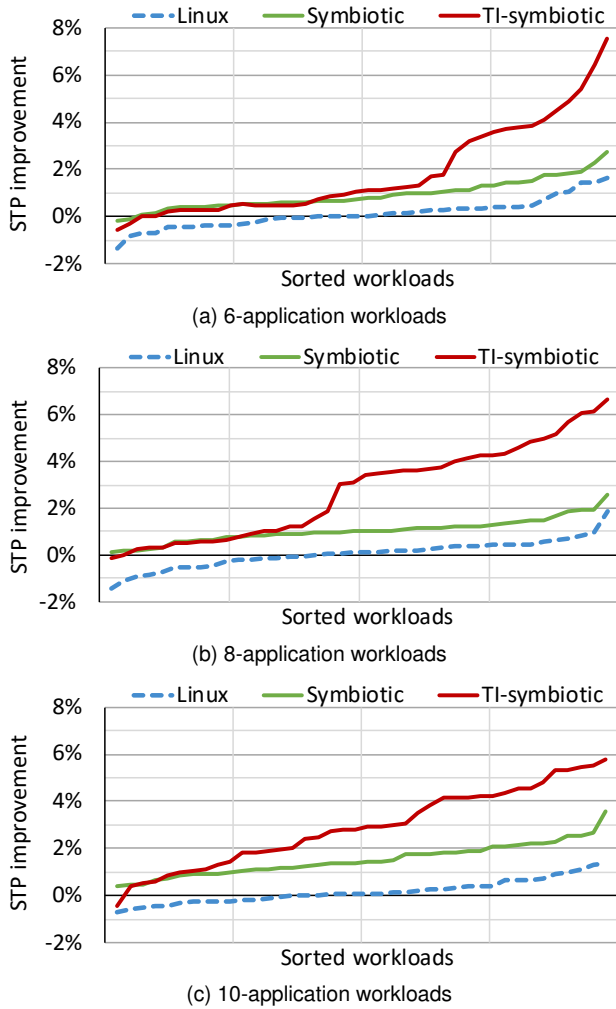 Linux Symbiotic TI-symbiotic
8%
6%
4%
2%
0%
-2%
STP improvement
Sorted workloads
(a) 6-application workloads
Linux Symbiotic TI-symbiotic
8%
6%
4%
2%
0%
-2%
STP improvement
Sorted workloads
(b) 8-application workloads
Linux Symbiotic TI-symbiotic
8%
6%
4%
2%
0%
-2%
STP improvement
Sorted workloads
(c) 10-application workloads